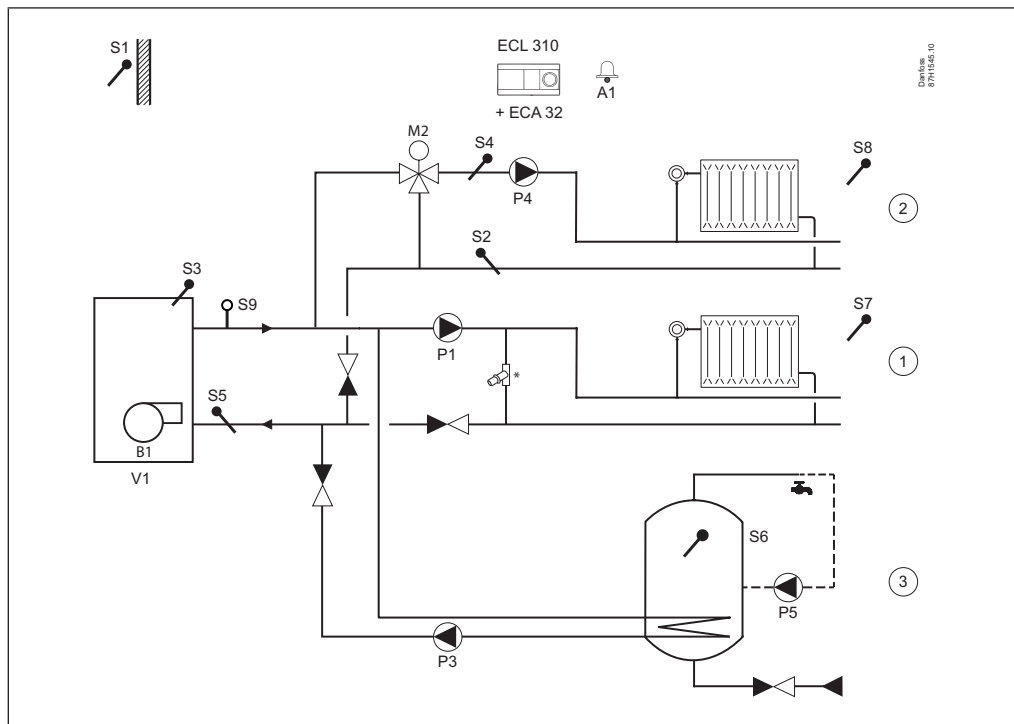 S1
ECL 310
A1
+ ECA 32
Danfoss
87H1545.10
M2
S4
P4
S8
2
S2
S3
S9
P1
S7
*
1
S5
B1
V1
S6
P5
3
P3